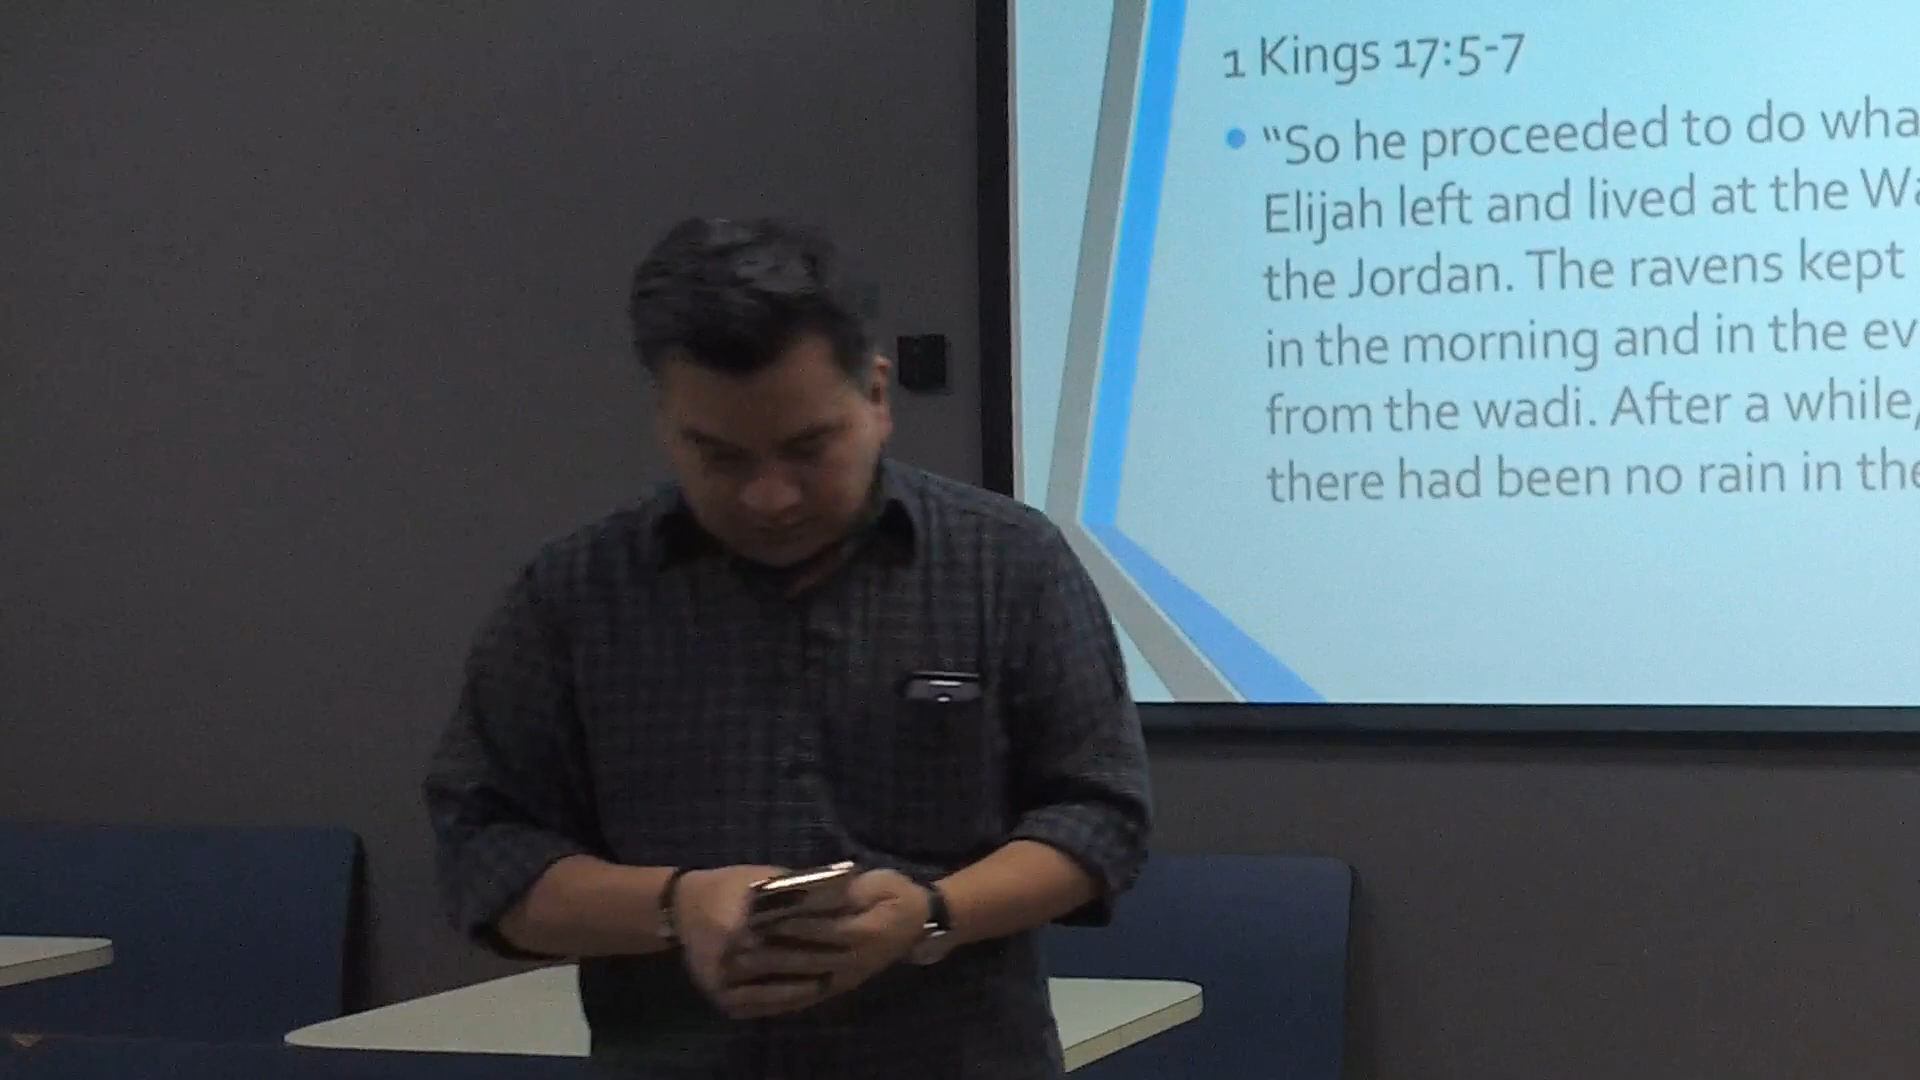 1 Kings 17:5-7
• “So he proceeded to do wha
Elijah left and lived at the Wa
the Jordan. The ravens kept
in the morning and in the ev
from the wadi. After a while,
there had been no rain in the